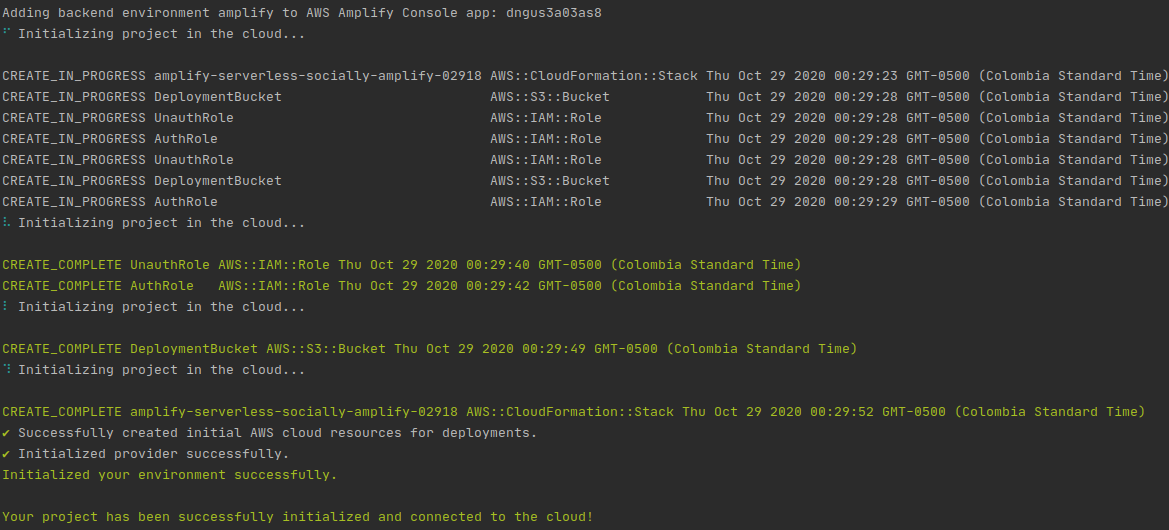 Adding backend environment amplify to AWS Amplify Console app: dngus3a03as8
⠋ Initializing project in the cloud...
CREATE_IN_PROGRESS amplify-serverless-socially-amplify-02918 AWS::CloudFormation::Stack Thu Oct 29 2020 00:29:23 GMT-0500 (Colombia Standard Time)
CREATE_IN_PROGRESS DeploymentBucket AWS::S3::Bucket Thu Oct 29 2020 00:29:28 GMT-0500 (Colombia Standard Time)
CREATE_IN_PROGRESS UnauthRole AWS::IAM::Role Thu Oct 29 2020 00:29:28 GMT-0500 (Colombia Standard Time)
CREATE_IN_PROGRESS AuthRole AWS::IAM::Role Thu Oct 29 2020 00:29:28 GMT-0500 (Colombia Standard Time)
CREATE_IN_PROGRESS UnauthRole AWS::IAM::Role Thu Oct 29 2020 00:29:28 GMT-0500 (Colombia Standard Time)
CREATE_IN_PROGRESS DeploymentBucket AWS::S3::Bucket Thu Oct 29 2020 00:29:28 GMT-0500 (Colombia Standard Time)
CREATE_IN_PROGRESS AuthRole AWS::IAM::Role Thu Oct 29 2020 00:29:29 GMT-0500 (Colombia Standard Time)
⠧ Initializing project in the cloud...
CREATE_COMPLETE UnauthRole AWS::IAM::Role Thu Oct 29 2020 00:29:40 GMT-0500 (Colombia Standard Time)
CREATE_COMPLETE AuthRole AWS::IAM::Role Thu Oct 29 2020 00:29:42 GMT-0500 (Colombia Standard Time)
⠇ Initializing project in the cloud...
CREATE_COMPLETE DeploymentBucket AWS::S3::Bucket Thu Oct 29 2020 00:29:49 GMT-0500 (Colombia Standard Time)
⠹ Initializing project in the cloud...
CREATE_COMPLETE amplify-serverless-socially-amplify-02918 AWS::CloudFormation::Stack Thu Oct 29 2020 00:29:52 GMT-0500 (Colombia Standard Time)
✔ Successfully created initial AWS cloud resources for deployments.
✔ Initialized provider successfully.
Initialized your environment successfully.
Your project has been successfully initialized and connected to the cloud!